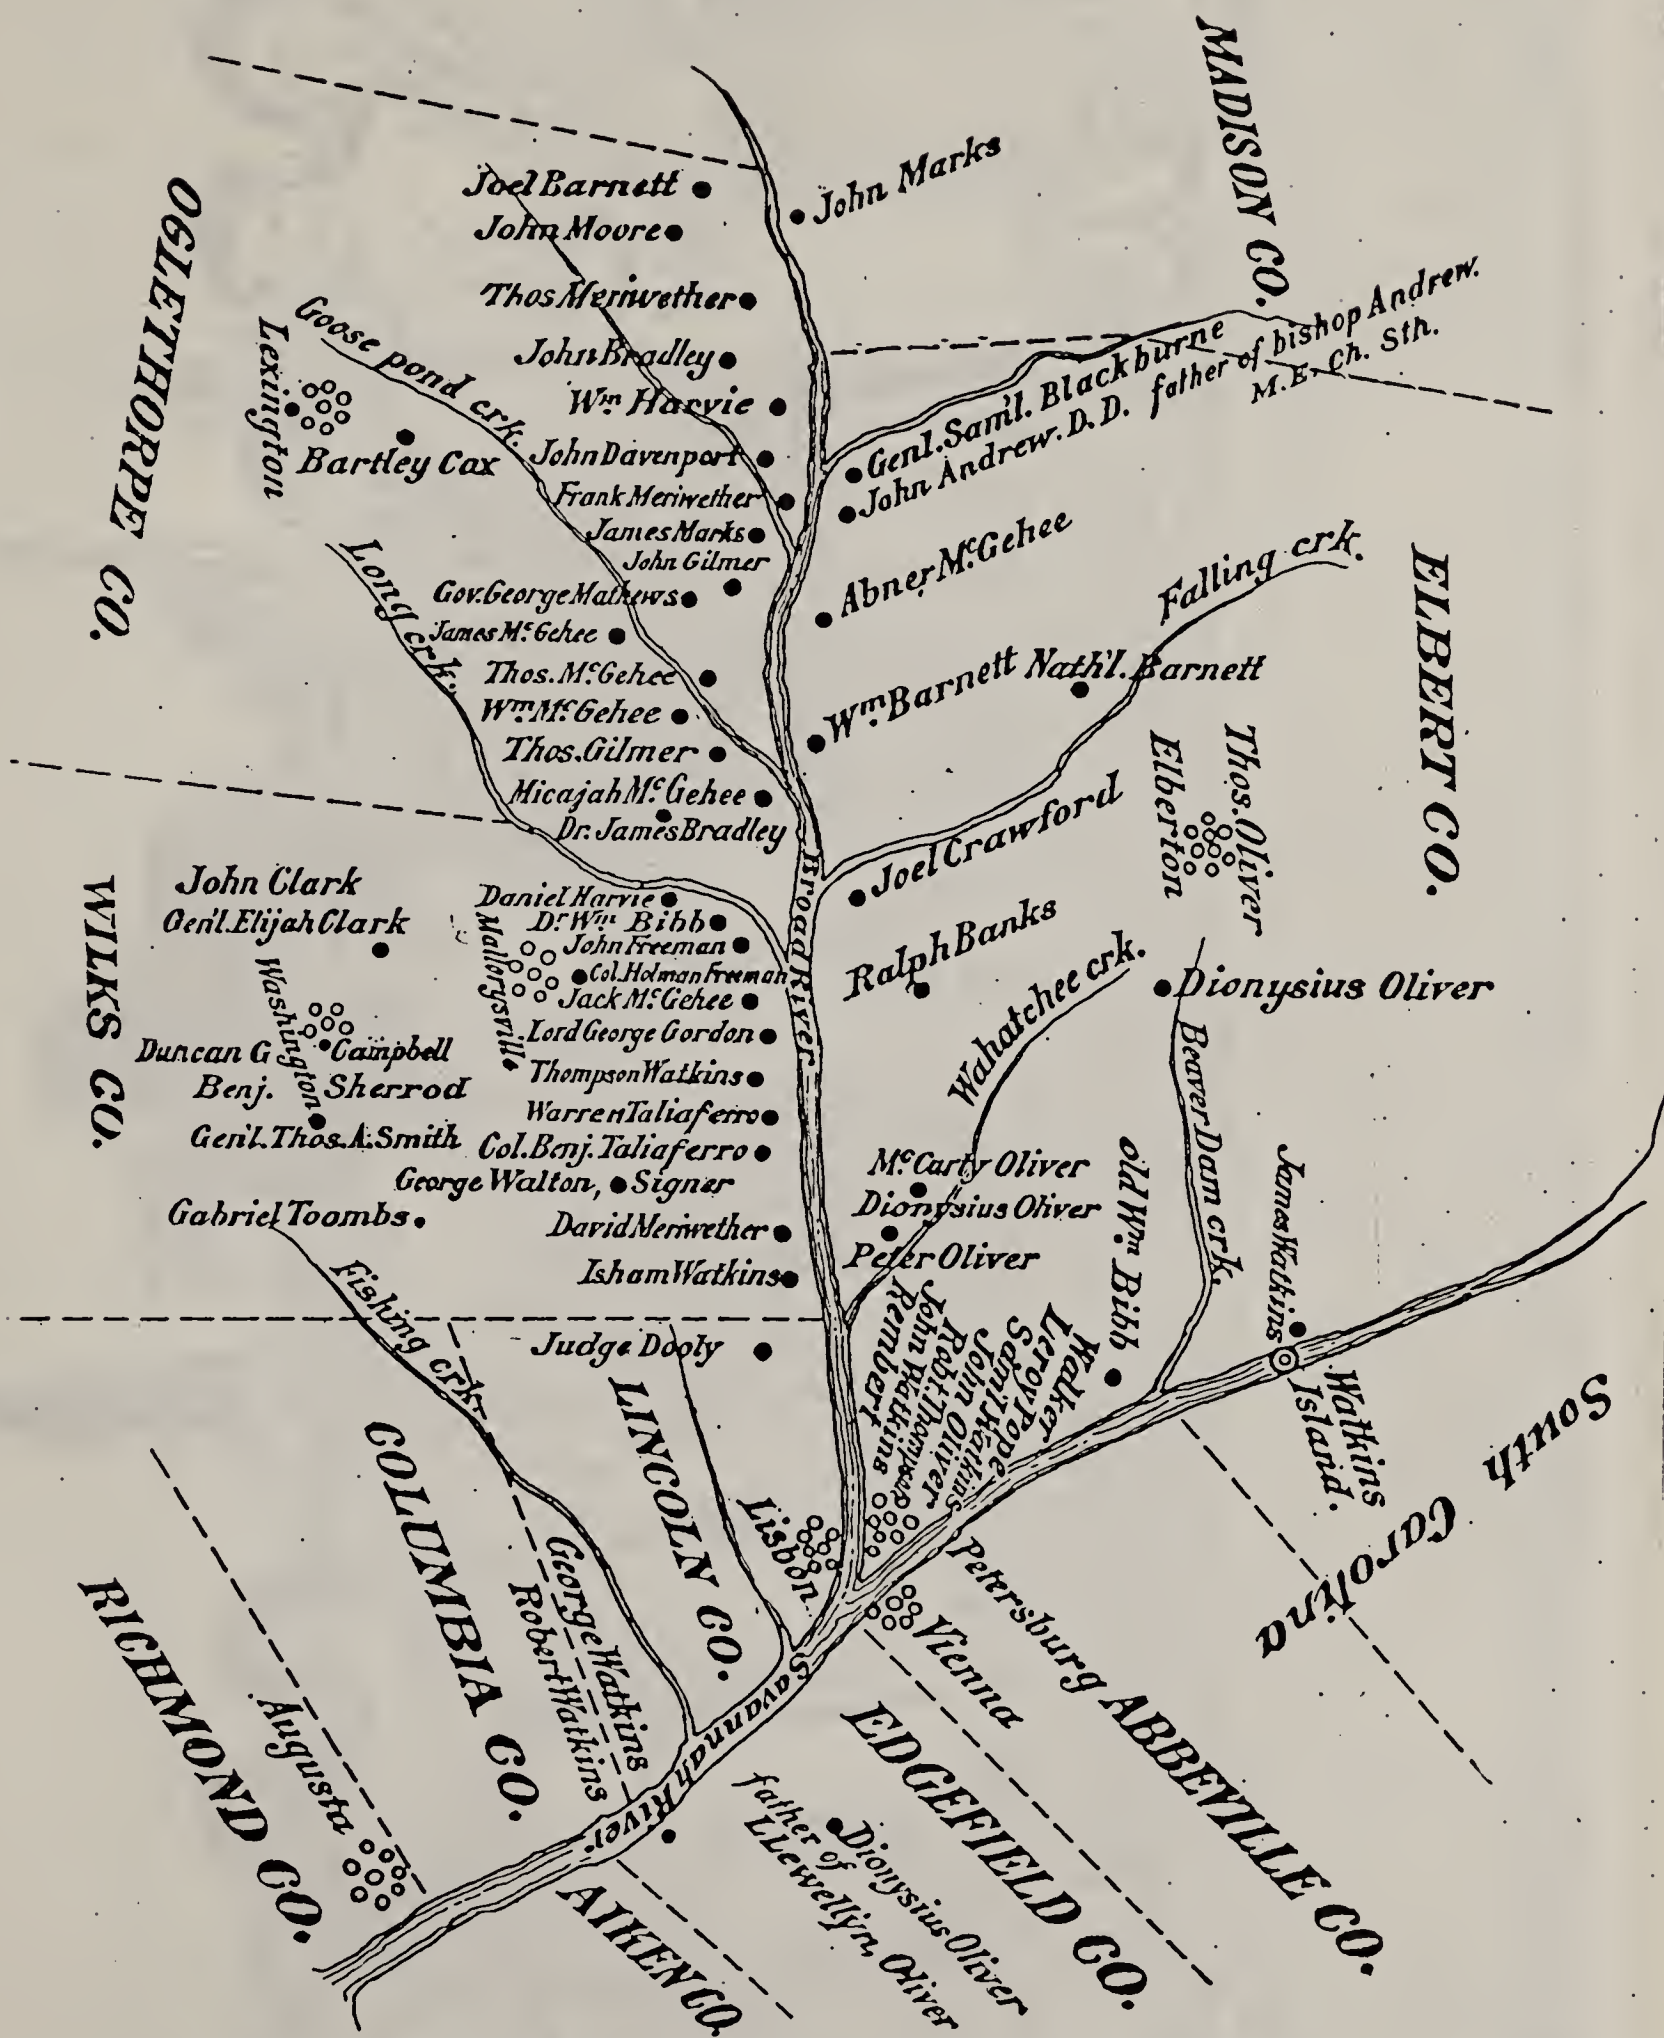 MADISON CO.
John Marks
Joel Barnett
John Moore
OGLETHORPE CO.
Thos Meriwether
Goose pond crk.
Lexington
John Bradley
Wm Harvie
Genl. Sam'l. Blackburne
John Andrew. D. D. father of bishop Andrew.
M. E. Ch. Sth.
Bartley Cax
John Davenport
Frank Meriwether
James Marks
John Gilmer
Abner McGehee
Falling crk.
ELBERT CO.
Long crk.
Gov. George Mathews
James McGehee
Thos. McGehee
Wm McGehee
Wm Barnett
Nath'l. Barnett
Thos. Gilmer
Micajah McGehee
Dr. James Bradley
Thos. Oliver
Elberton
Joel Crawford
Broad River
WILKS CO.
John Clark
Gen'l. Elijah Clark
Daniel Harvie
Dr Wm Bibb
John Freeman
Col. Holman Freeman
Jack McGehee
Mallorysville
Ralph Banks
Wahatchee crk.
Dionysius Oliver
Beaver Dam crk.
Washington
Lord George Gordon
Duncan G Campbell
Benj. Sherrod
Gen'l. Thos. A. Smith
Thompson Watkins
Warren Taliaferro
Col. Benj. Taliaferro
George Walton, Signer
Gabriel Toombs.
David Meriwether
Isham Watkins
McCarty Oliver
Dionysius Oliver
Peter Oliver
old Wm. Bibb
James Watkins
Fishing crk.
Judge Dooly
Rembert
John Watkins
Robt. Thompson
John Oliver
Sam'l Watkins
Leroy Pope
Walker
Watkins
Island.
South Carolina
LINCOLN CO.
COLUMBIA CO.
RICHMOND CO.
Lisbon
Petersburg
Vienna
George Watkins
Robert Watkins
Augusta
Savannah River.
ABBEVILLE CO.
EDGEFIELD CO.
AIKEN CO.
Dionysius Oliver
father of
LLewellyn, Oliver